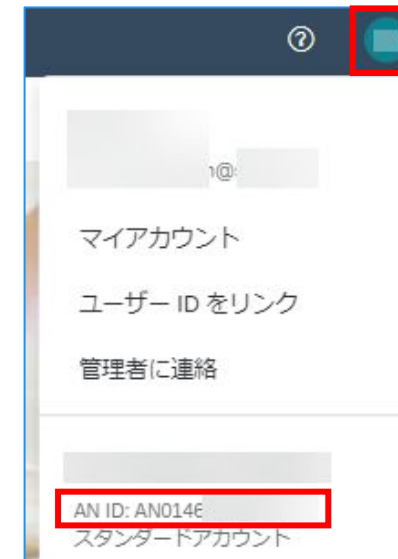 ?
n@
マイアカウント
ユーザー ID をリンク
管理者に連絡
AN ID: AN0146
スタンダードアカウント